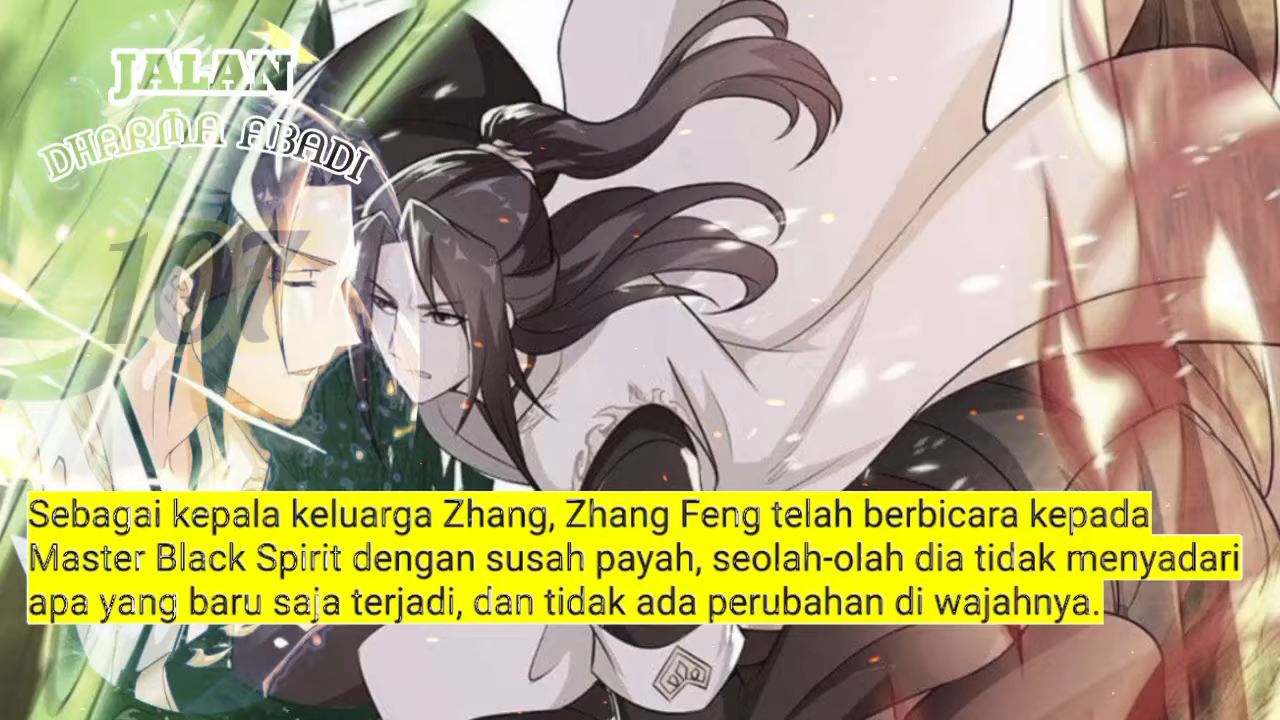 JALAN
DHARMA ABADI
107
Sebagai kepala keluarga Zhang, Zhang Feng telah berbicara kepada
Master Black Spirit dengan susah payah, seolah-olah dia tidak menyadari
apa yang baru saja terjadi, dan tidak ada perubahan di wajahnya.